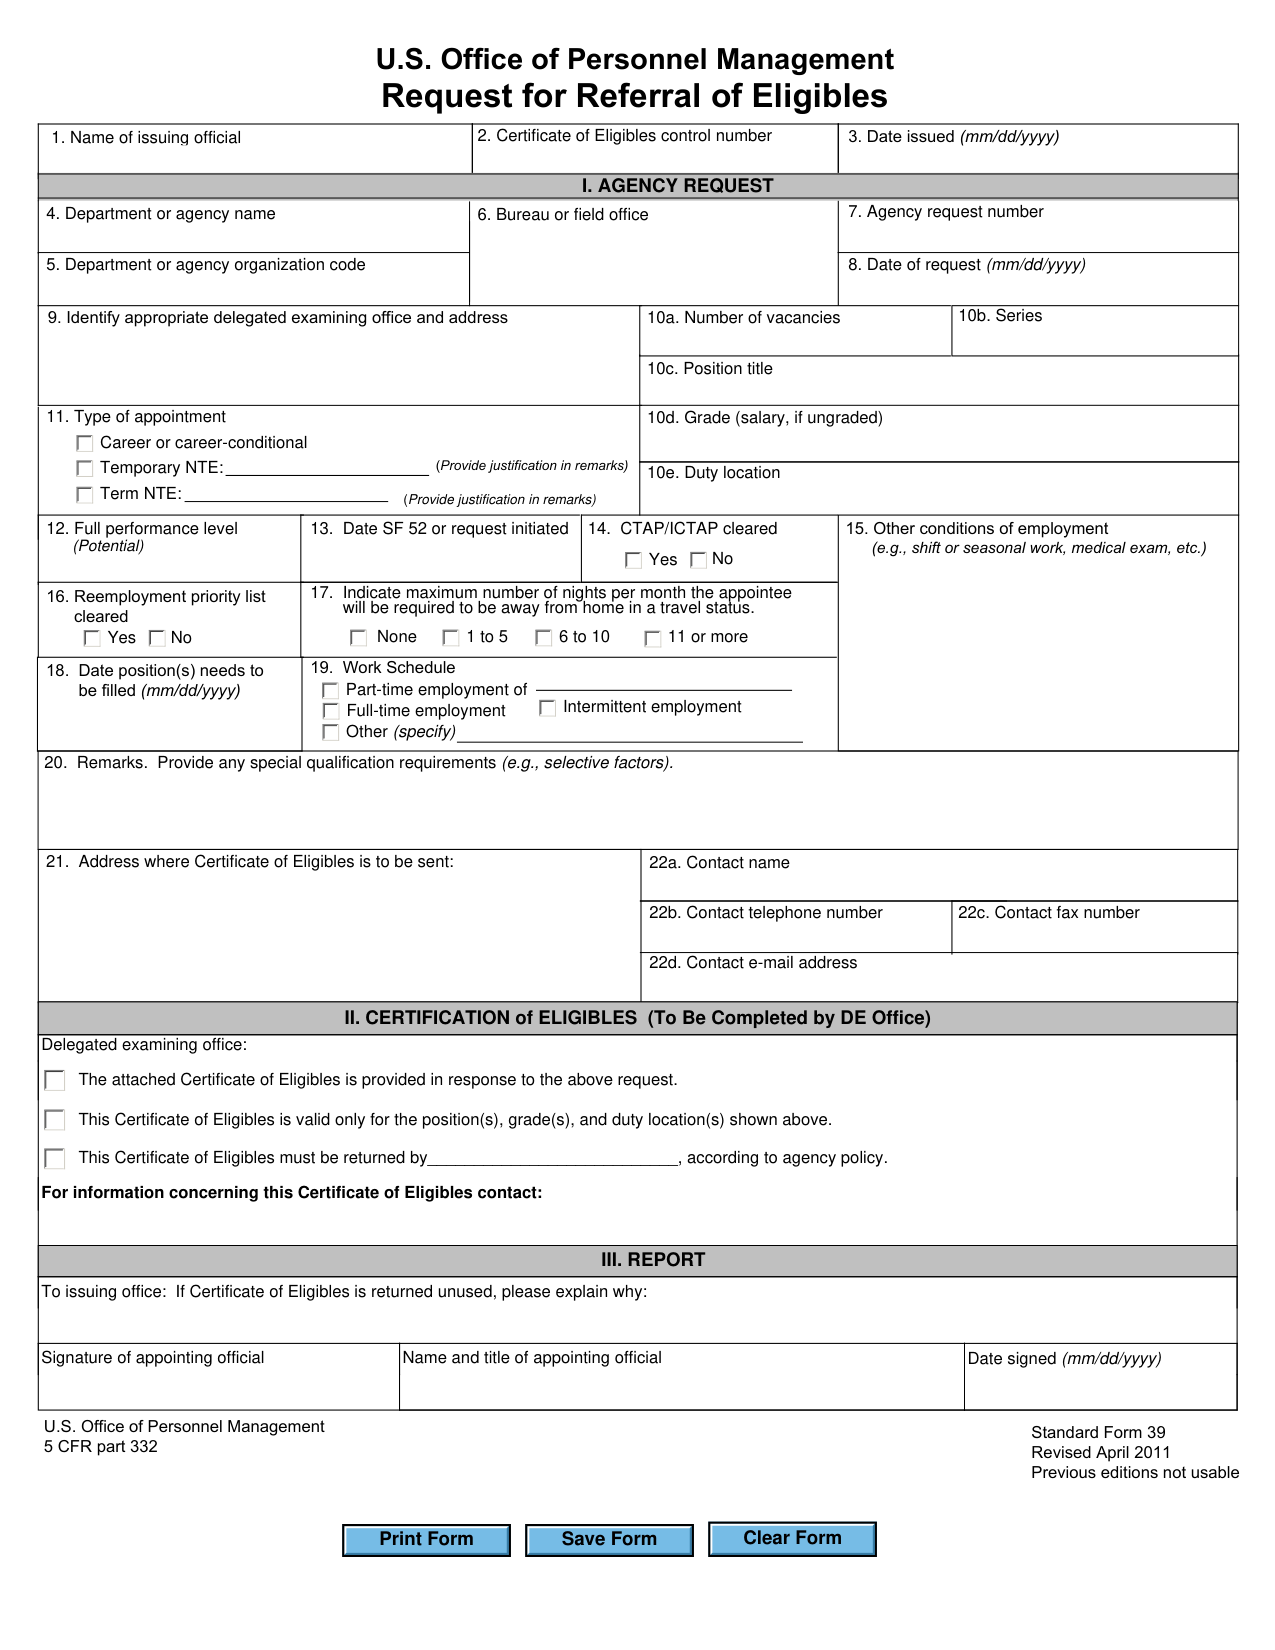 U.S. Office of Personnel Management
Request for Referral of Eligibles
1. Name of issuing official
2. Certificate of Eligibles control number
3. Date issued (mm/dd/yyyy)
I. AGENCY REQUEST
4. Department or agency name
6. Bureau or field office
7. Agency request number
5. Department or agency organization code
8. Date of request (mm/dd/yyyy)
9. Identify appropriate delegated examining office and address
10a. Number of vacancies
10b. Series
10c. Position title
11. Type of appointment
Career or career-conditional
Temporary NTE: (Provide justification in remarks)
Term NTE: (Provide justification in remarks)
10d. Grade (salary, if ungraded)
10e. Duty location
12. Full performance level
(Potential)
13. Date SF 52 or request initiated
14. CTAP/ICTAP cleared
Yes No
15. Other conditions of employment
(e.g., shift or seasonal work, medical exam, etc.)
16. Reemployment priority list
cleared
Yes No
17. Indicate maximum number of nights per month the appointee
will be required to be away from home in a travel status.
None 1 to 5 6 to 10 11 or more
18. Date position(s) needs to
be filled (mm/dd/yyyy)
19. Work Schedule
Part-time employment of
Full-time employment Intermittent employment
Other (specify)
20. Remarks. Provide any special qualification requirements (e.g., selective factors).
21. Address where Certificate of Eligibles is to be sent:
22a. Contact name
22b. Contact telephone number
22c. Contact fax number
22d. Contact e-mail address
II. CERTIFICATION of ELIGIBLES (To Be Completed by DE Office)
Delegated examining office:
The attached Certificate of Eligibles is provided in response to the above request.
This Certificate of Eligibles is valid only for the position(s), grade(s), and duty location(s) shown above.
This Certificate of Eligibles must be returned by____________________________, according to agency policy.
For information concerning this Certificate of Eligibles contact:
III. REPORT
To issuing office: If Certificate of Eligibles is returned unused, please explain why:
Signature of appointing official
Name and title of appointing official
Date signed (mm/dd/yyyy)
U.S. Office of Personnel Management
5 CFR part 332
Standard Form 39
Revised April 2011
Previous editions not usable
Print Form
Save Form
Clear Form